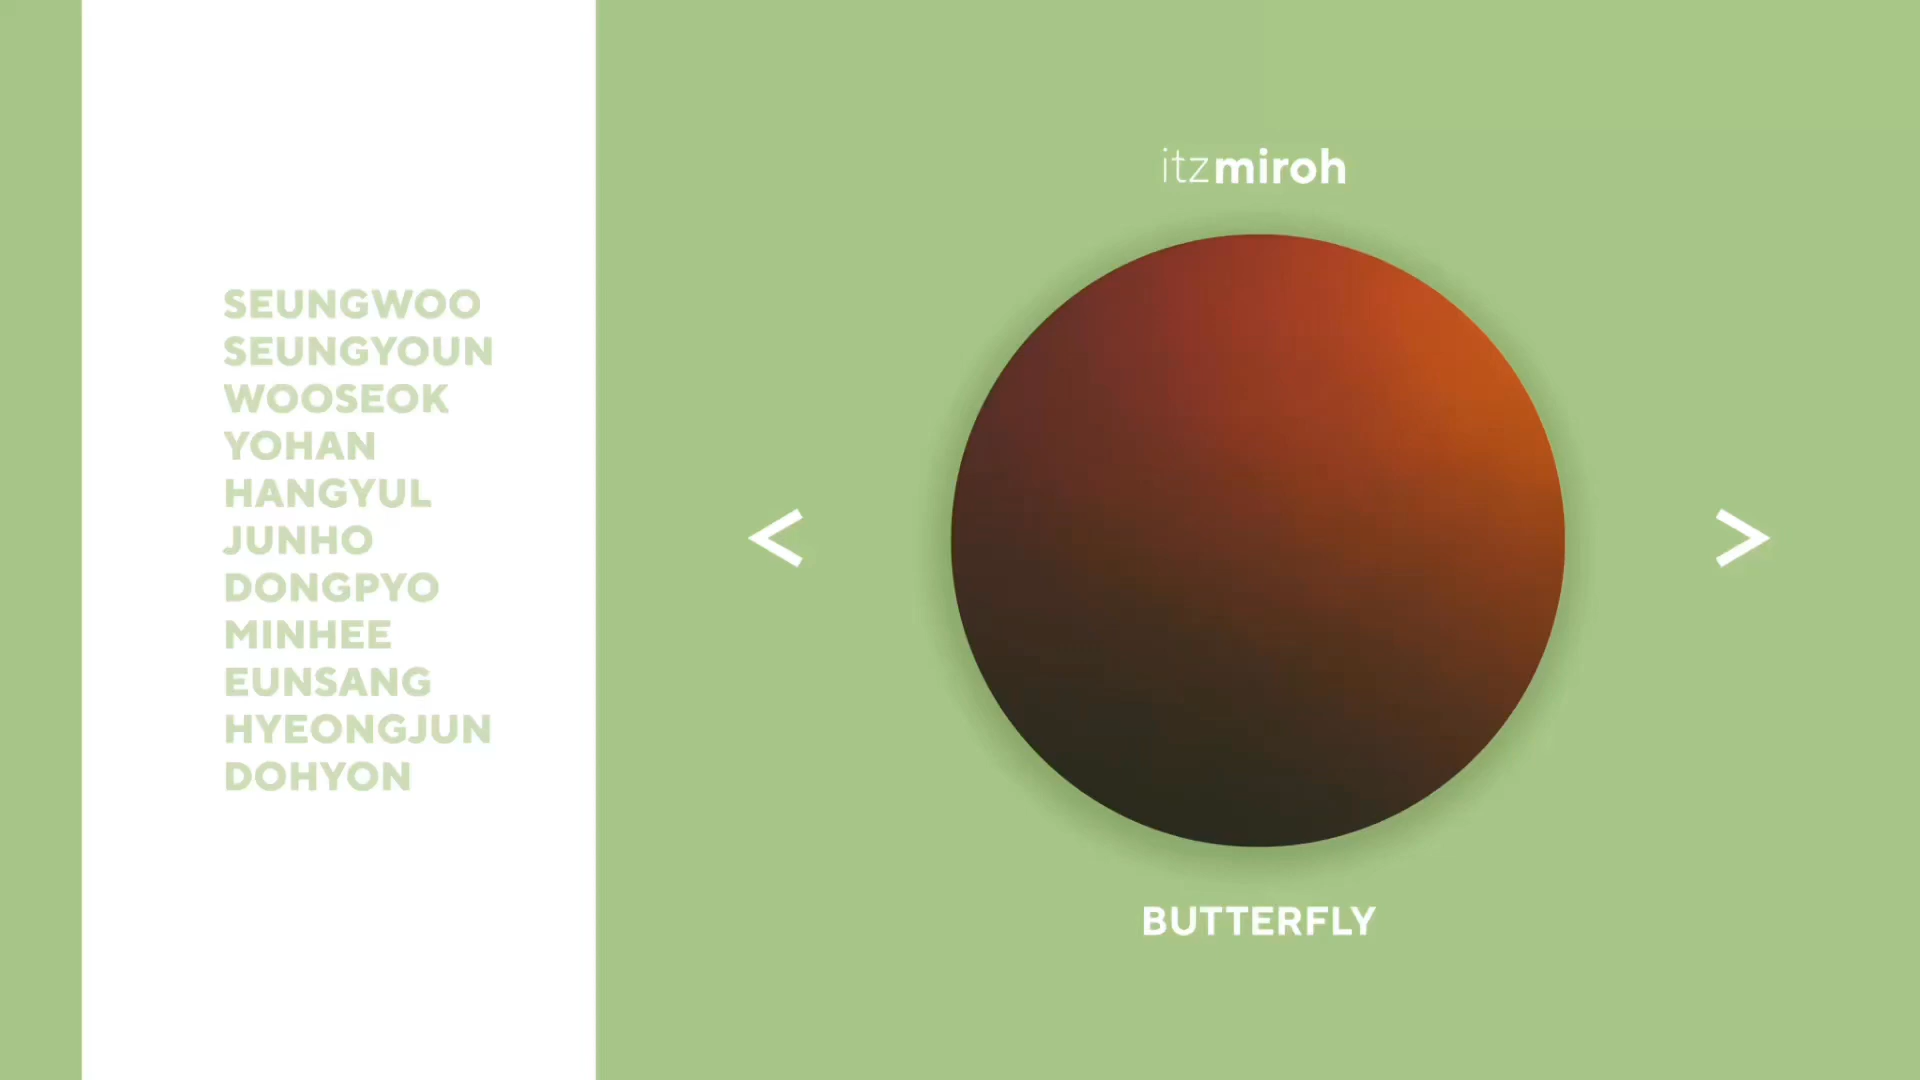 SEUNGWOO
SEUNGYOUN
WOOSEOK
YOHAN
HANGYUL
JUNHO
DONGPYO
MINHEE
EUNSANG
HYEONGJUN
DOHYON
itzmiroh
<
>
BUTTERFLY